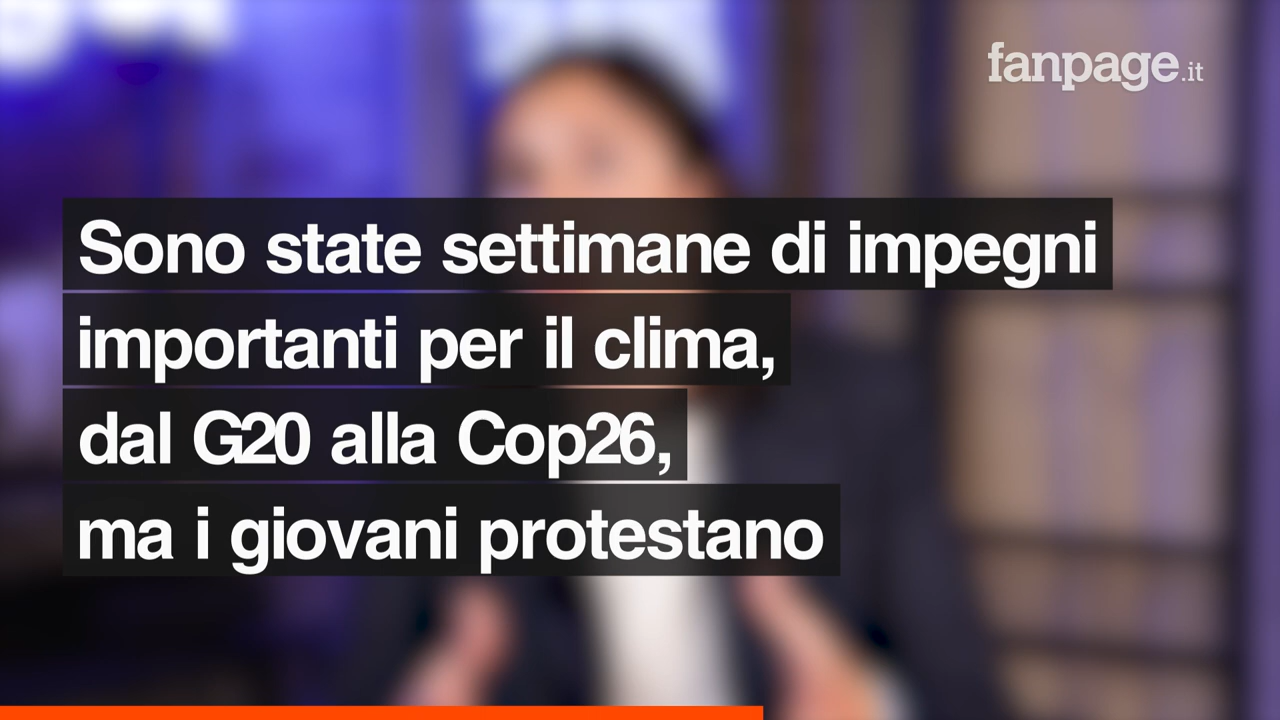 fanpage.it
Sono state settimane di impegni
importanti per il clima,
dal G20 alla Cop26,
ma i giovani protestano